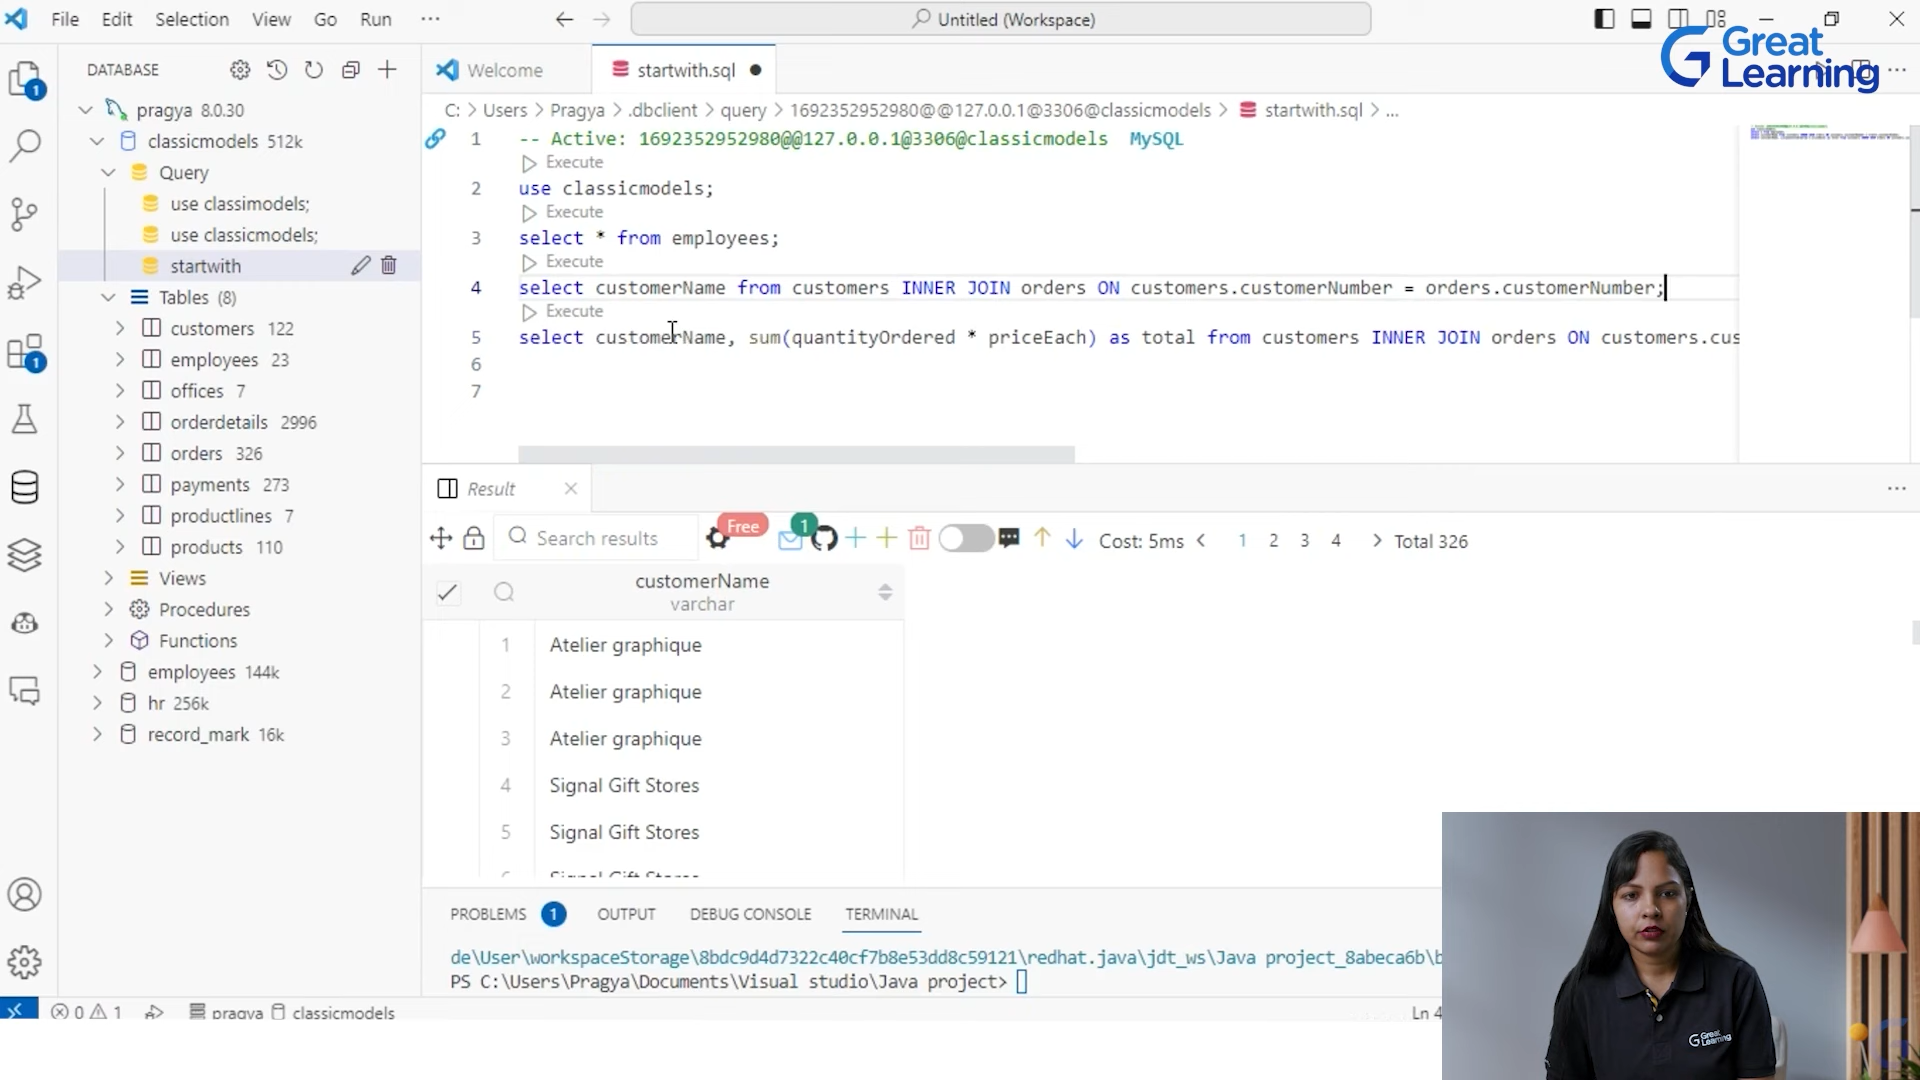 File Edit Selection View Go Run ...
Untitled (Workspace)
Great Learning
DATABASE
Welcome
startwith.sql
pragya 8.0.30
C: > Users > Pragya > .dbclient > query > 1692352952980@@127.0.0.1@3306@classicmodels > startwith.sql > ...
classicmodels 512k
Query
use classimodels;
use classicmodels;
startwith
Tables (8)
customers 122
employees 23
offices 7
orderdetails 2996
orders 326
payments 273
productlines 7
products 110
Views
Procedures
Functions
employees 144k
hr 256k
record_mark 16k
1 -- Active: 1692352952980@@127.0.0.1@3306@classicmodels MySQL
Execute
2 use classicmodels;
Execute
3 select * from employees;
Execute
4 select customerName from customers INNER JOIN orders ON customers.customerNumber = orders.customerNumber;
Execute
5 select customerName, sum(quantityOrdered * priceEach) as total from customers INNER JOIN orders ON customers.cus
6
7
Result
Search results
Free
1
Cost: 5ms < 1 2 3 4 > Total 326
customerName
varchar
1 Atelier graphique
2 Atelier graphique
3 Atelier graphique
4 Signal Gift Stores
5 Signal Gift Stores
PROBLEMS 1 OUTPUT DEBUG CONSOLE TERMINAL
de\User\workspaceStorage\8bdc9d4d7322c40cf7b8e53dd8c59121\redhat.java\jdt_ws\Java project_8abeca6b\b
PS C:\Users\Pragya\Documents\Visual studio\Java project>
0 1 pragya classicmodels
Ln 4
Great Learning